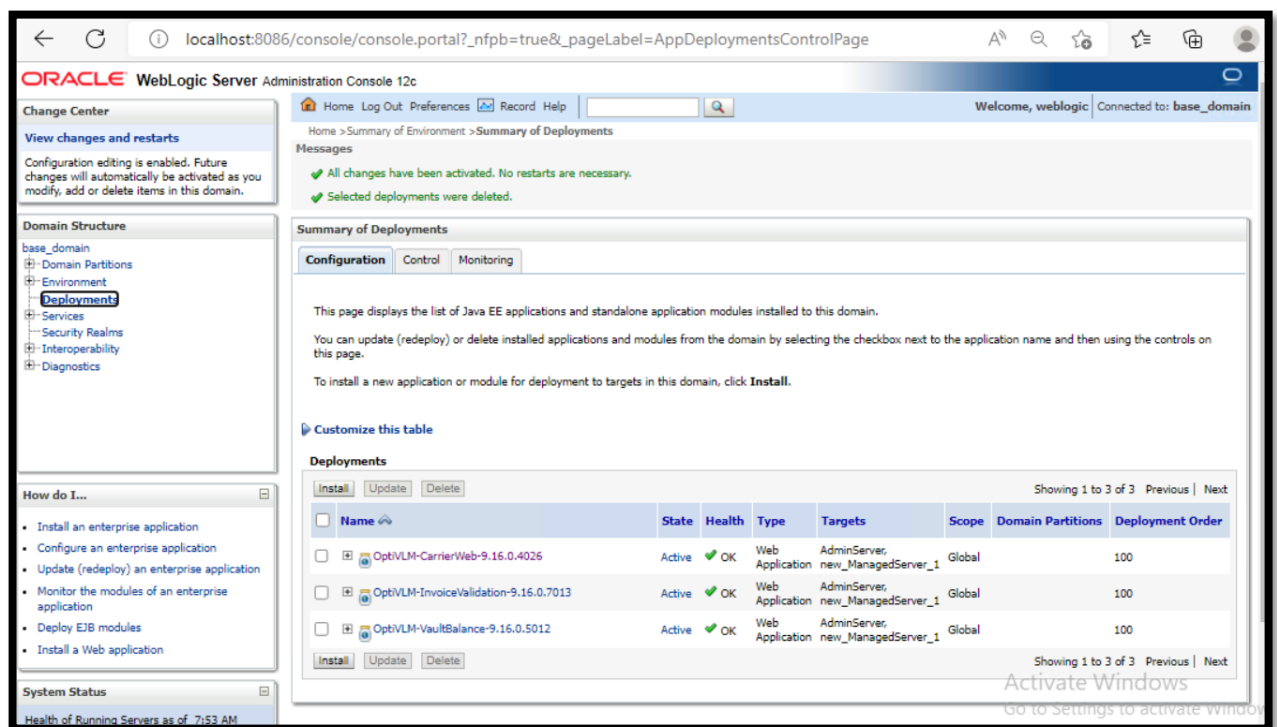 localhost:8086/console/console.portal?_nfpb=true&_pageLabel=AppDeploymentsControlPage
ORACLE WebLogic Server Administration Console 12c
Change Center
View changes and restarts
Configuration editing is enabled. Future
changes will automatically be activated as you
modify, add or delete items in this domain.
Domain Structure
base_domain
Domain Partitions
Environment
Deployments
Services
Security Realms
Interoperability
Diagnostics
How do I...
Install an enterprise application
Configure an enterprise application
Update (redeploy) an enterprise application
Monitor the modules of an enterprise
application
Deploy EJB modules
Install a Web application
System Status
Health of Running Servers as of 7:53 AM
Home Log Out Preferences Record Help
Welcome, weblogic Connected to: base_domain
Home >Summary of Environment >Summary of Deployments
Messages
All changes have been activated. No restarts are necessary.
Selected deployments were deleted.
Summary of Deployments
Configuration Control Monitoring
This page displays the list of Java EE applications and standalone application modules installed to this domain.
You can update (redeploy) or delete installed applications and modules from the domain by selecting the checkbox next to the application name and then using the controls on
this page.
To install a new application or module for deployment to targets in this domain, click Install.
Customize this table
Deployments
Install Update Delete Showing 1 to 3 of 3 Previous | Next
Name State Health Type Targets Scope Domain Partitions Deployment Order
OptiVLM-CarrierWeb-9.16.0.4026 Active OK Web Application AdminServer, new_ManagedServer_1 Global 100
OptiVLM-InvoiceValidation-9.16.0.7013 Active OK Web Application AdminServer, new_ManagedServer_1 Global 100
OptiVLM-VaultBalance-9.16.0.5012 Active OK Web Application AdminServer, new_ManagedServer_1 Global 100
Install Update Delete Showing 1 to 3 of 3 Previous | Next
Activate Windows
Go to Settings to activate Window